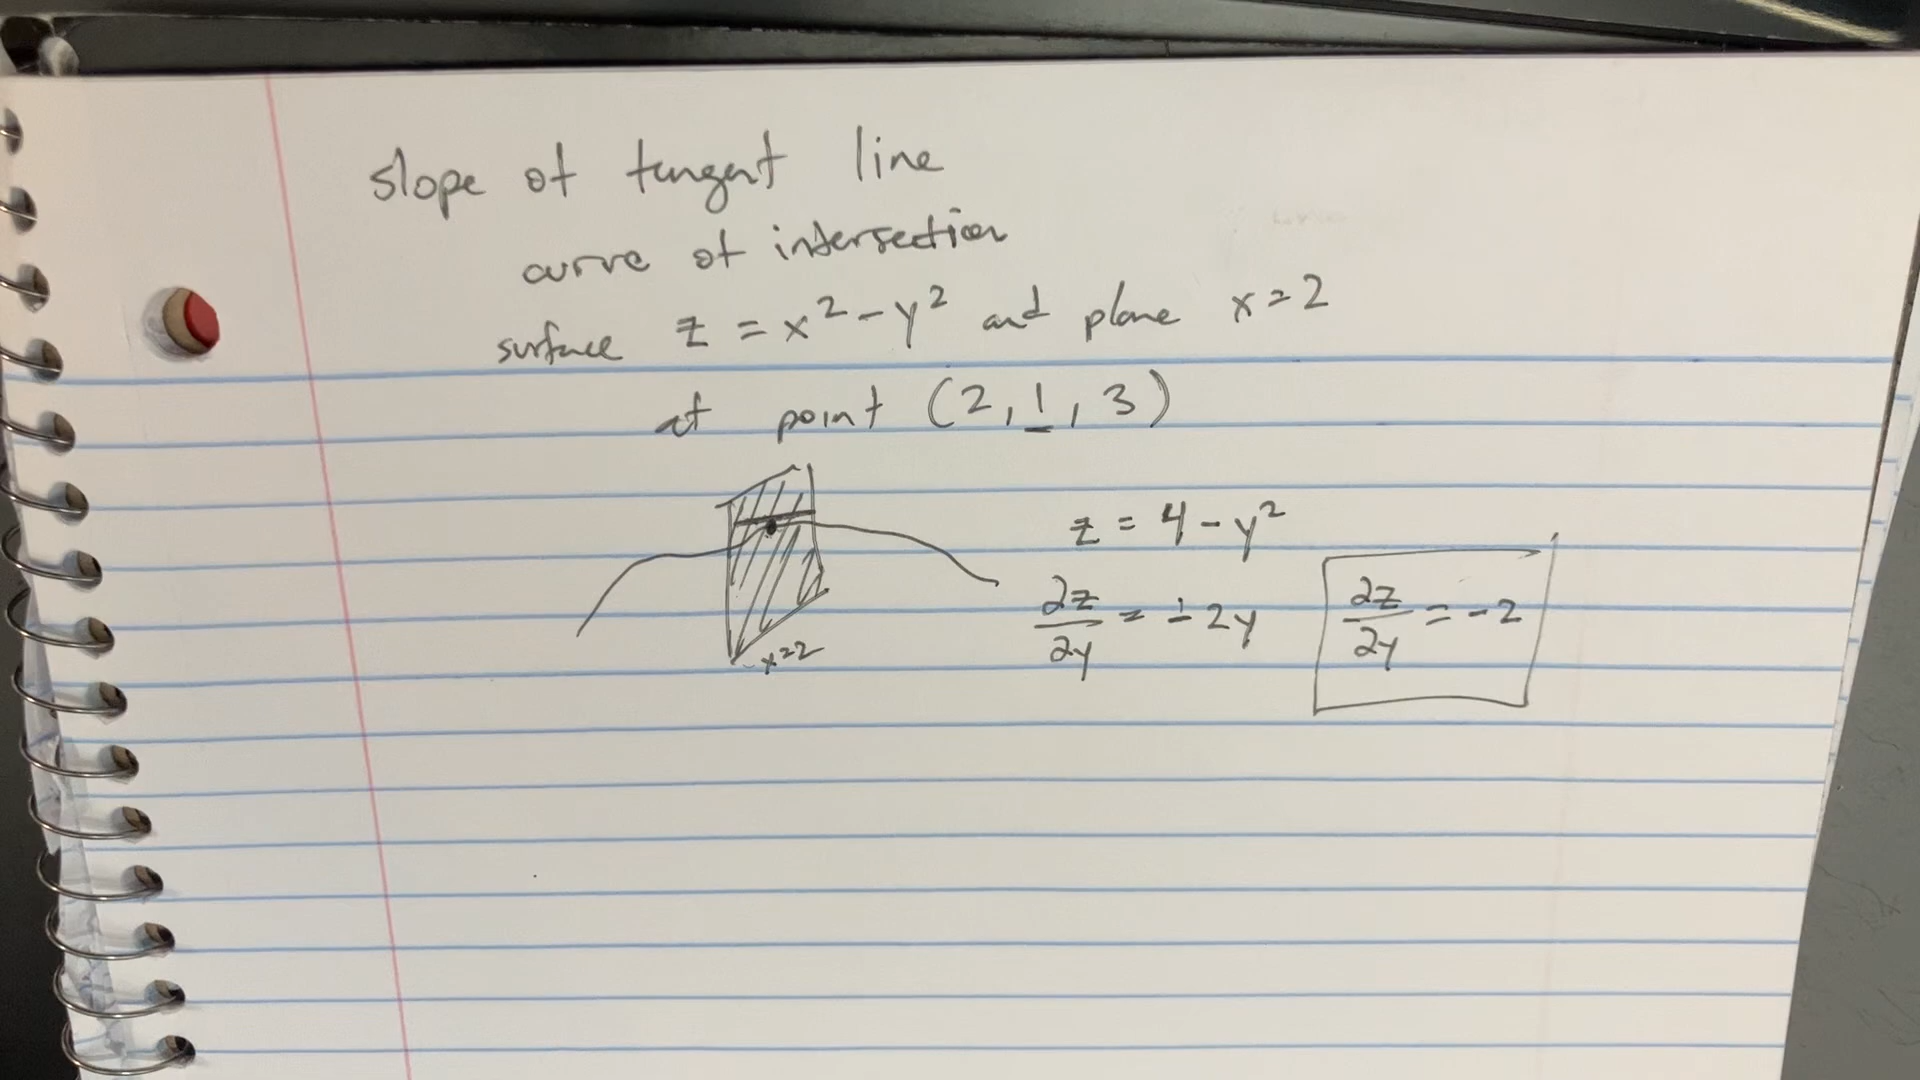 slope of tangent line
curve of intersection
surface z = x² - y² and plane x = 2
at point (2, 1, 3)
z = 4 - y²
∂z/∂y = -2y
∂z/∂y = -2
x=2